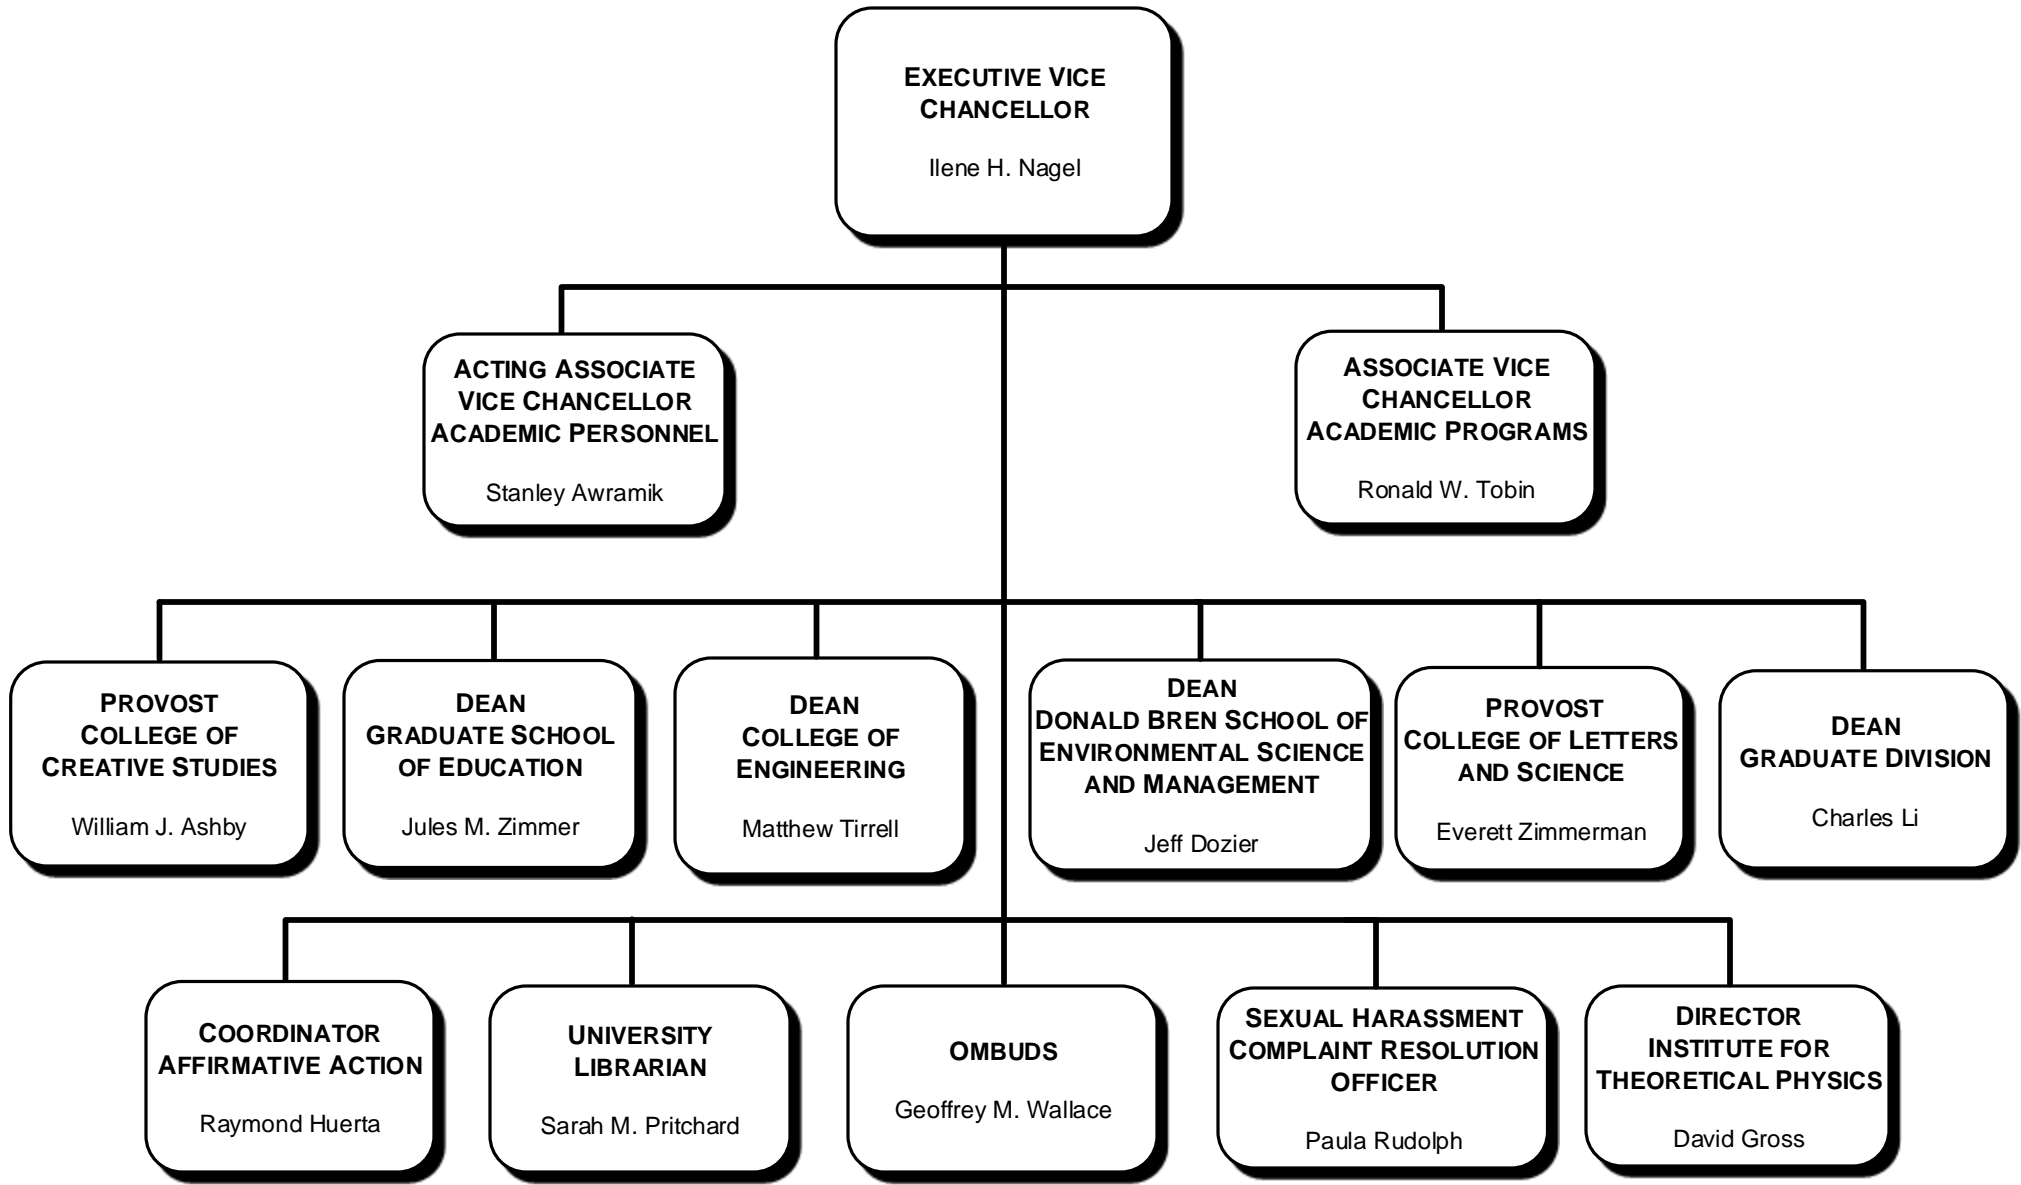 EXECUTIVE VICE
CHANCELLOR
Ilene H. Nagel
ACTING ASSOCIATE
VICE CHANCELLOR
ACADEMIC PERSONNEL
Stanley Awramik
ASSOCIATE VICE
CHANCELLOR
ACADEMIC PROGRAMS
Ronald W. Tobin
PROVOST
COLLEGE OF
CREATIVE STUDIES
William J. Ashby
DEAN
GRADUATE SCHOOL
OF EDUCATION
Jules M. Zimmer
DEAN
COLLEGE OF
ENGINEERING
Matthew Tirrell
DEAN
DONALD BREN SCHOOL OF
ENVIRONMENTAL SCIENCE
AND MANAGEMENT
Jeff Dozier
PROVOST
COLLEGE OF LETTERS
AND SCIENCE
Everett Zimmerman
DEAN
GRADUATE DIVISION
Charles Li
COORDINATOR
AFFIRMATIVE ACTION
Raymond Huerta
UNIVERSITY
LIBRARIAN
Sarah M. Pritchard
OMBUDS
Geoffrey M. Wallace
SEXUAL HARASSMENT
COMPLAINT RESOLUTION
OFFICER
Paula Rudolph
DIRECTOR
INSTITUTE FOR
THEORETICAL PHYSICS
David Gross